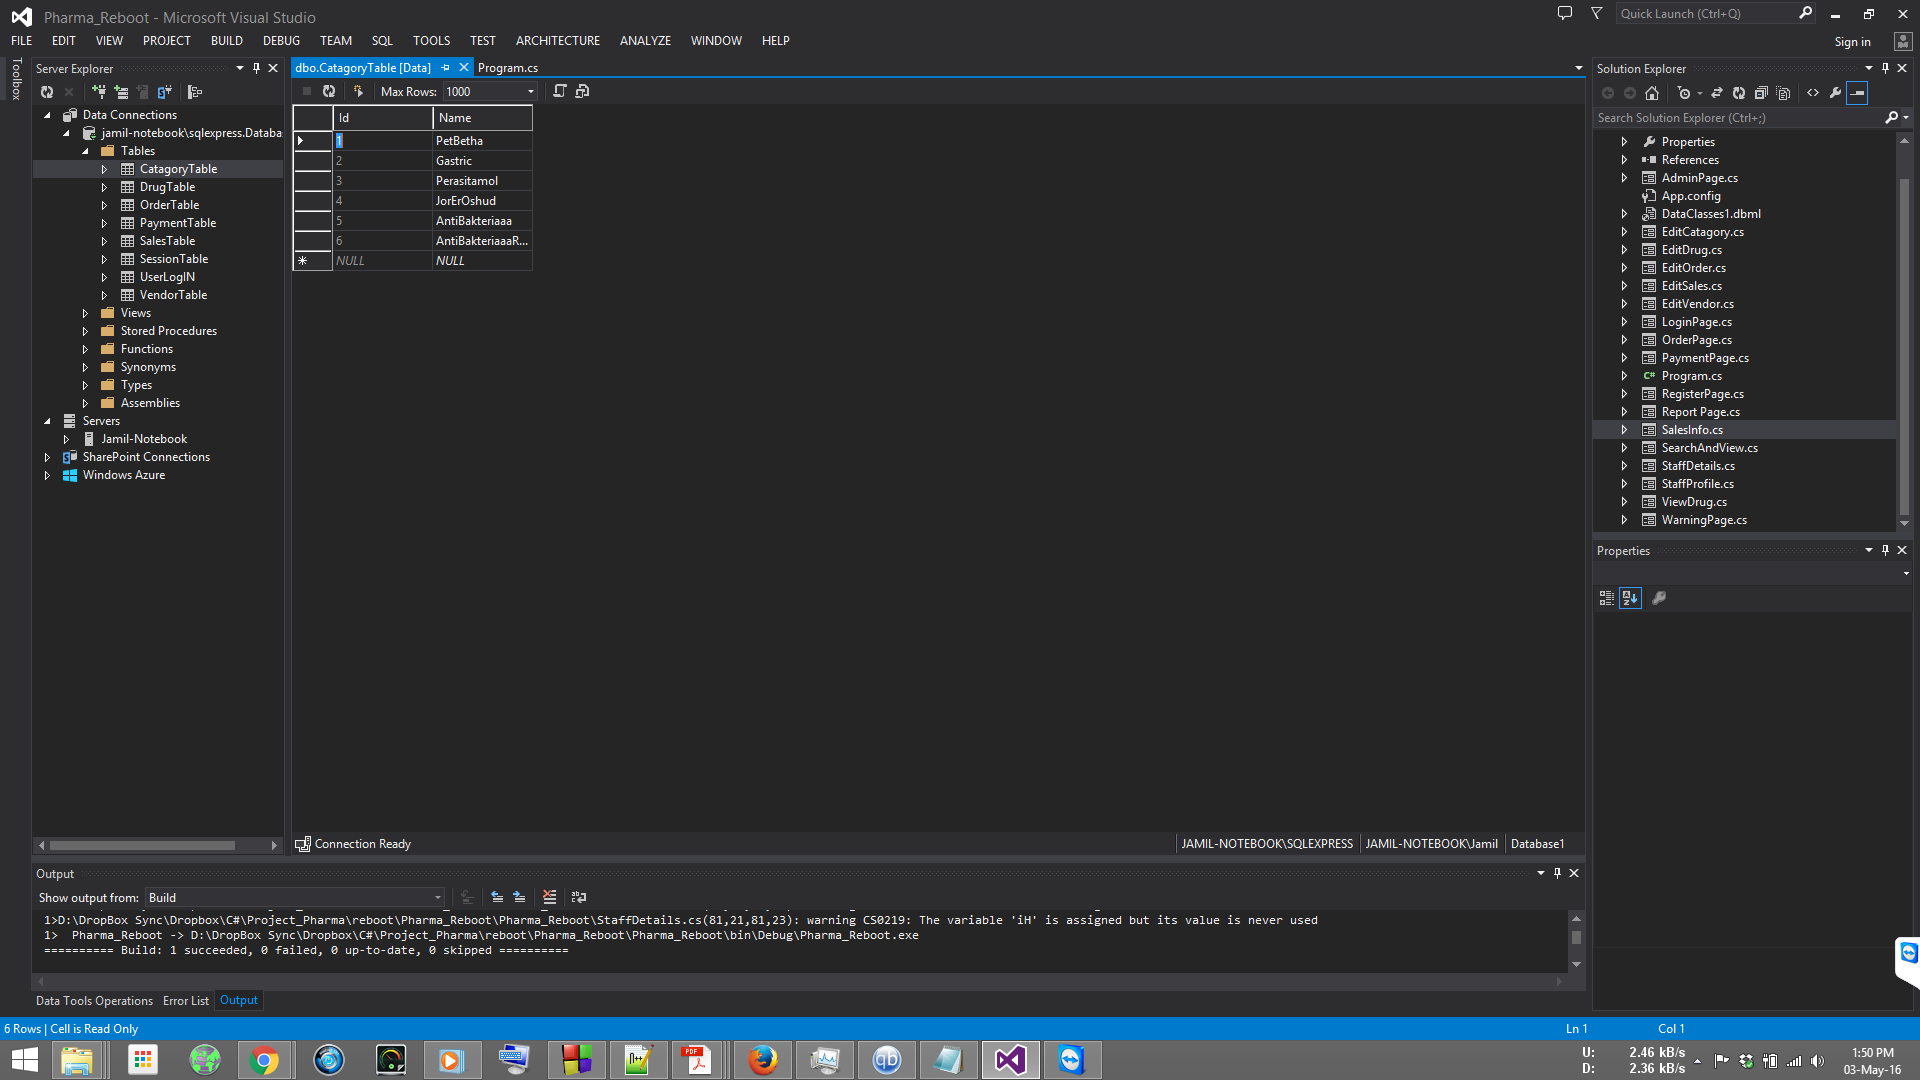 Pharma_Reboot - Microsoft Visual Studio
Quick Launch (Ctrl+Q)
FILE EDIT VIEW PROJECT BUILD DEBUG TEAM SQL TOOLS TEST ARCHITECTURE ANALYZE WINDOW HELP
Sign in
Toolbox
Server Explorer
Data Connections
jamil-notebook\sqlexpress.Databa
Tables
CatagoryTable
DrugTable
OrderTable
PaymentTable
SalesTable
SessionTable
UserLogIN
VendorTable
Views
Stored Procedures
Functions
Synonyms
Types
Assemblies
Servers
Jamil-Notebook
SharePoint Connections
Windows Azure
dbo.CatagoryTable [Data] Program.cs
Max Rows: 1000
Id Name
1 PetBetha
2 Gastric
3 Perasitamol
4 JorErOshud
5 AntiBakteriaaa
6 AntiBakteriaaaR...
NULL NULL
Connection Ready
JAMIL-NOTEBOOK\SQLEXPRESS JAMIL-NOTEBOOK\Jamil Database1
Solution Explorer
Search Solution Explorer (Ctrl+;)
Properties
References
AdminPage.cs
App.config
DataClasses1.dbml
EditCatagory.cs
EditDrug.cs
EditOrder.cs
EditSales.cs
EditVendor.cs
LoginPage.cs
OrderPage.cs
PaymentPage.cs
C# Program.cs
RegisterPage.cs
Report Page.cs
SalesInfo.cs
SearchAndView.cs
StaffDetails.cs
StaffProfile.cs
ViewDrug.cs
WarningPage.cs
Properties
Output
Show output from: Build
1>D:\DropBox Sync\Dropbox\C#\Project_Pharma\reboot\Pharma_Reboot\Pharma_Reboot\StaffDetails.cs(81,21,81,23): warning CS0219: The variable 'iH' is assigned but its value is never used
1> Pharma_Reboot -> D:\DropBox Sync\Dropbox\C#\Project_Pharma\reboot\Pharma_Reboot\Pharma_Reboot\bin\Debug\Pharma_Reboot.exe
========== Build: 1 succeeded, 0 failed, 0 up-to-date, 0 skipped ==========
Data Tools Operations Error List Output
6 Rows | Cell is Read Only
Ln 1 Col 1
U: 2.46 kB/s
D: 2.36 kB/s
1:50 PM
03-May-16